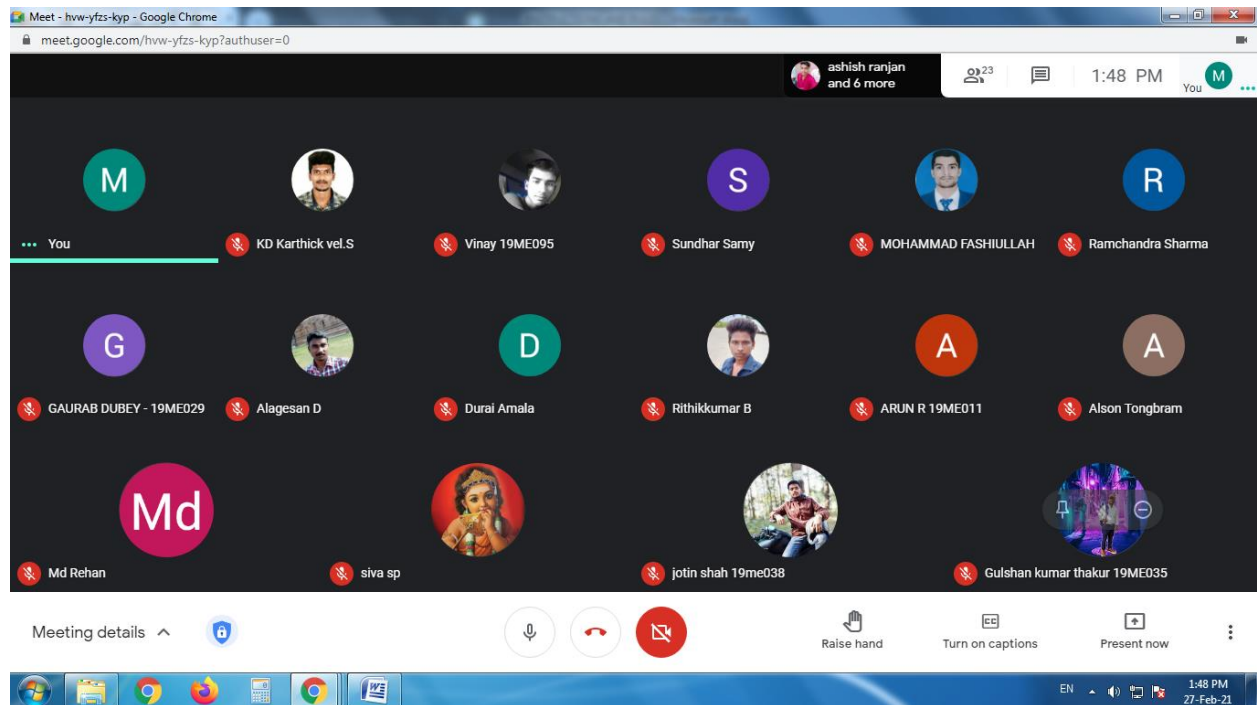 Meet - hvw-yfzs-kyp - Google Chrome
meet.google.com/hvw-yfzs-kyp?authuser=0
ashish ranjan
and 6 more
23
1:48 PM
You
M
M
S
R
You
KD Karthick vel.S
Vinay 19ME095
Sundhar Samy
MOHAMMAD FASHIULLAH
Ramchandra Sharma
G
D
A
A
GAURAB DUBEY - 19ME029
Alagesan D
Durai Amala
Rithikkumar B
ARUN R 19ME011
Alson Tongbram
Md
Md Rehan
siva sp
jotin shah 19me038
Gulshan kumar thakur 19ME035
Meeting details
CC
Raise hand
Turn on captions
Present now
W
EN
1:48 PM
27-Feb-21